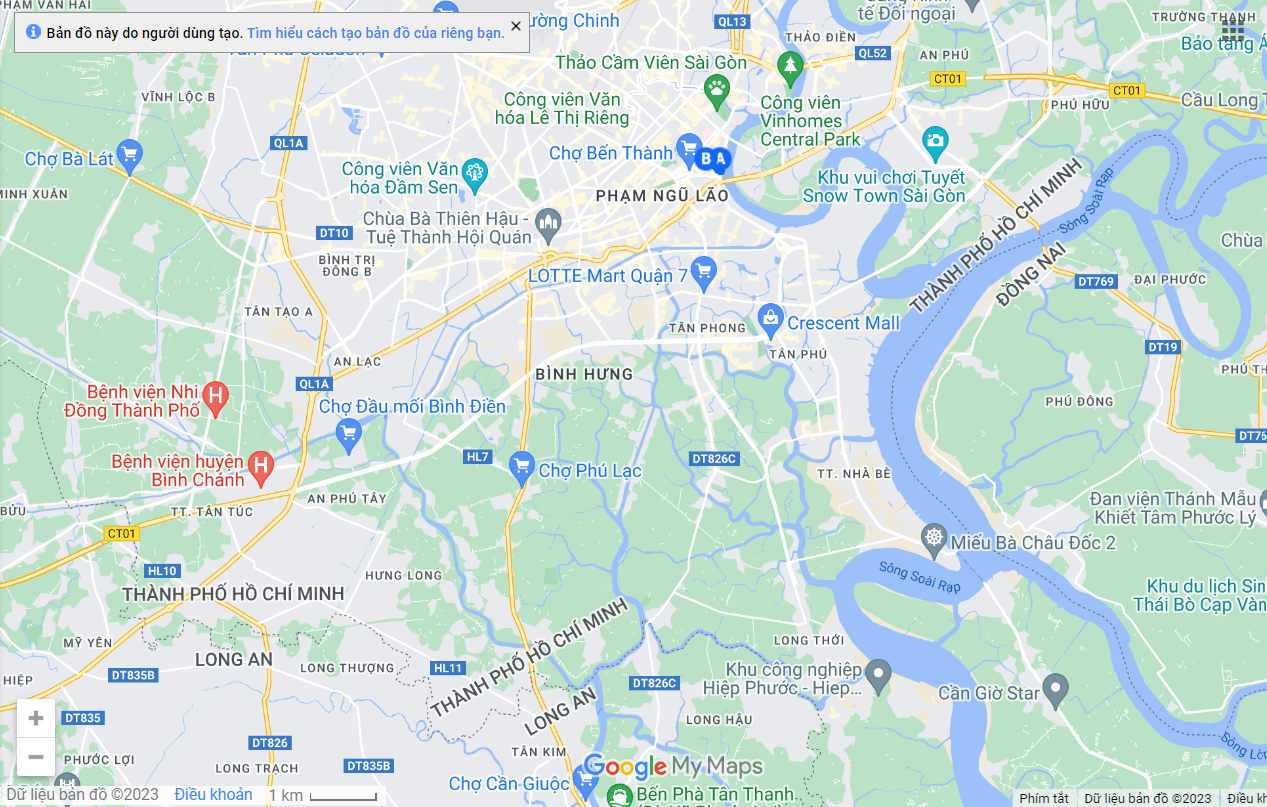 PHẠM VĂN HAI
Bản đồ này do người dùng tạo. Tìm hiểu cách tạo bản đồ của riêng bạn.
ường Chinh
QL13
tế Đối ngoại
TRƯỜNG THẠNH
THẢO ĐIỀN
QL52
AN PHÚ
Bảo tàng Á
Thảo Cầm Viên Sài Gòn
CT01
CT01
VĨNH LỘC B
Công viên Văn
hóa Lê Thị Riêng
Công viên
Vinhomes
Central Park
PHÚ HỮU
Cầu Long T
QL1A
Chợ Bà Lát
Chợ Bến Thành
B
A
Công viên Văn
hóa Đầm Sen
Khu vui chơi Tuyết
Snow Town Sài Gòn
MINH XUÂN
PHẠM NGŨ LÃO
Sông Soài Rạp
THÀNH PHỐ HỒ CHÍ MINH
ĐỒNG NAI
Chùa Bà Thiên Hậu -
Tuệ Thành Hội Quán
DT10
Chùa
BÌNH TRỊ
ĐÔNG B
LOTTE Mart Quận 7
DT769
ĐẠI PHƯỚC
TÂN TẠO A
TÂN PHONG
Crescent Mall
AN LẠC
TÂN PHÚ
DT19
BÌNH HƯNG
QL1A
PHÚ TH
Bệnh viện Nhi
Đồng Thành Phố
H
Chợ Đầu mối Bình Điền
PHÚ ĐÔNG
DT76
HL7
Bệnh viện huyện
Bình Chánh
H
Chợ Phú Lạc
DT826C
TT. NHÀ BÈ
AN PHÚ TÂY
BỬU
TT. TÂN TÚC
Đan viện Thánh Mẫu
Khiết Tâm Phước Lý
CT01
Miếu Bà Châu Đốc 2
HL10
HƯNG LONG
Sông Soài Rạp
THÀNH PHỐ HỒ CHÍ MINH
Khu du lịch Sin
Thái Bò Cạp Vàn
MỸ YÊN
LONG AN
LONG THƯỢNG
THÀNH PHỐ HỒ CHÍ MINH
LONG AN
LONG THỚI
HL11
HIỆP
DT835B
DT826C
Khu công nghiệp
Hiệp Phước - Hiep...
Cần Giờ Star
DT835
LONG HẬU
DT826
TÂN KIM
PHƯỚC LỢI
LONG TRẠCH
DT835B
Google My Maps
Chợ Cần Giuộc
Bến Phà Tân Thanh
Dữ liệu bản đồ ©2023 Điều khoản 1 km
Phím tắt Dữ liệu bản đồ ©2023 Điều kh